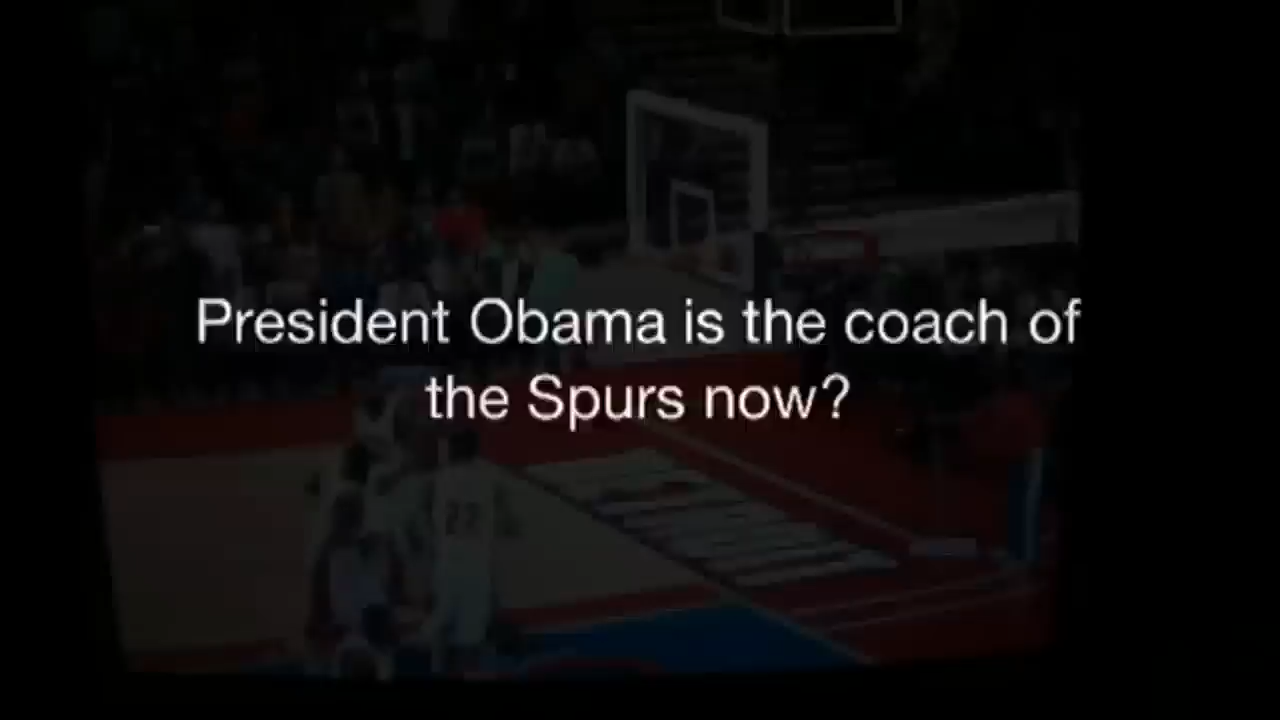 President Obama is the coach of
the Spurs now?